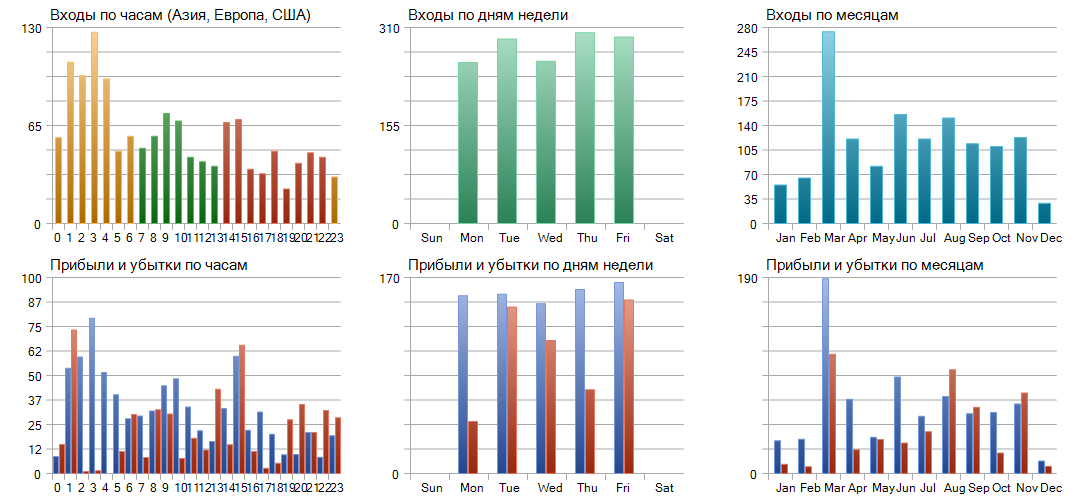 Входы по часам (Азия, Европа, США)
130
65
0
0 1 2 3 4 5 6 7 8 9 10 11 12 13 14 15 16 17 18 19 20 21 22 23
Входы по дням недели
310
155
0
Sun Mon Tue Wed Thu Fri Sat
Входы по месяцам
280
245
210
175
140
105
70
35
0
Jan Feb Mar Apr May Jun Jul Aug Sep Oct Nov Dec
Прибыли и убытки по часам
100
87
75
62
50
37
25
12
0
0 1 2 3 4 5 6 7 8 9 10 11 12 13 14 15 16 17 18 19 20 21 22 23
Прибыли и убытки по дням недели
170
0
Sun Mon Tue Wed Thu Fri Sat
Прибыли и убытки по месяцам
190
0
Jan Feb Mar Apr May Jun Jul Aug Sep Oct Nov Dec